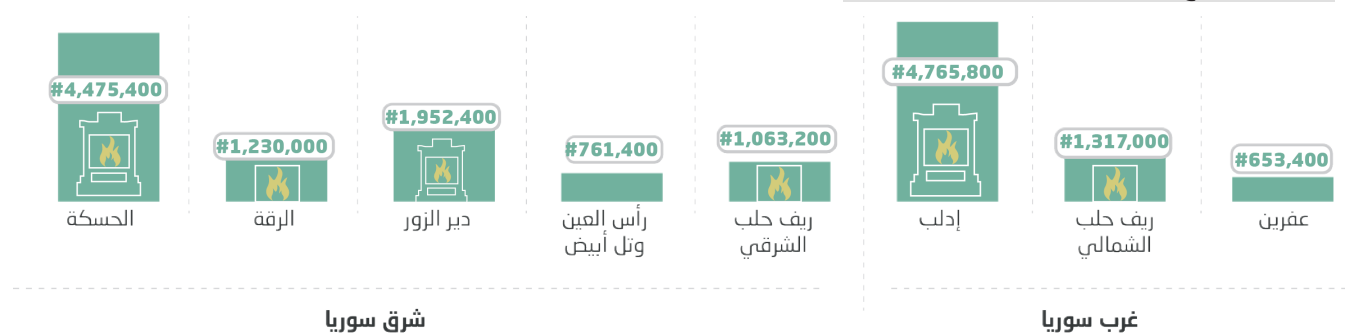 #4,765,800
#1,317,000
#653,400
إدلب
ريف حلب
الشمالي
عفرين
غرب سوريا
#4,475,400
#1,230,000
#1,952,400
#761,400
#1,063,200
الحسكة
الرقة
دير الزور
رأس العين
وتل أبيض
ريف حلب
الشرقي
شرق سوريا